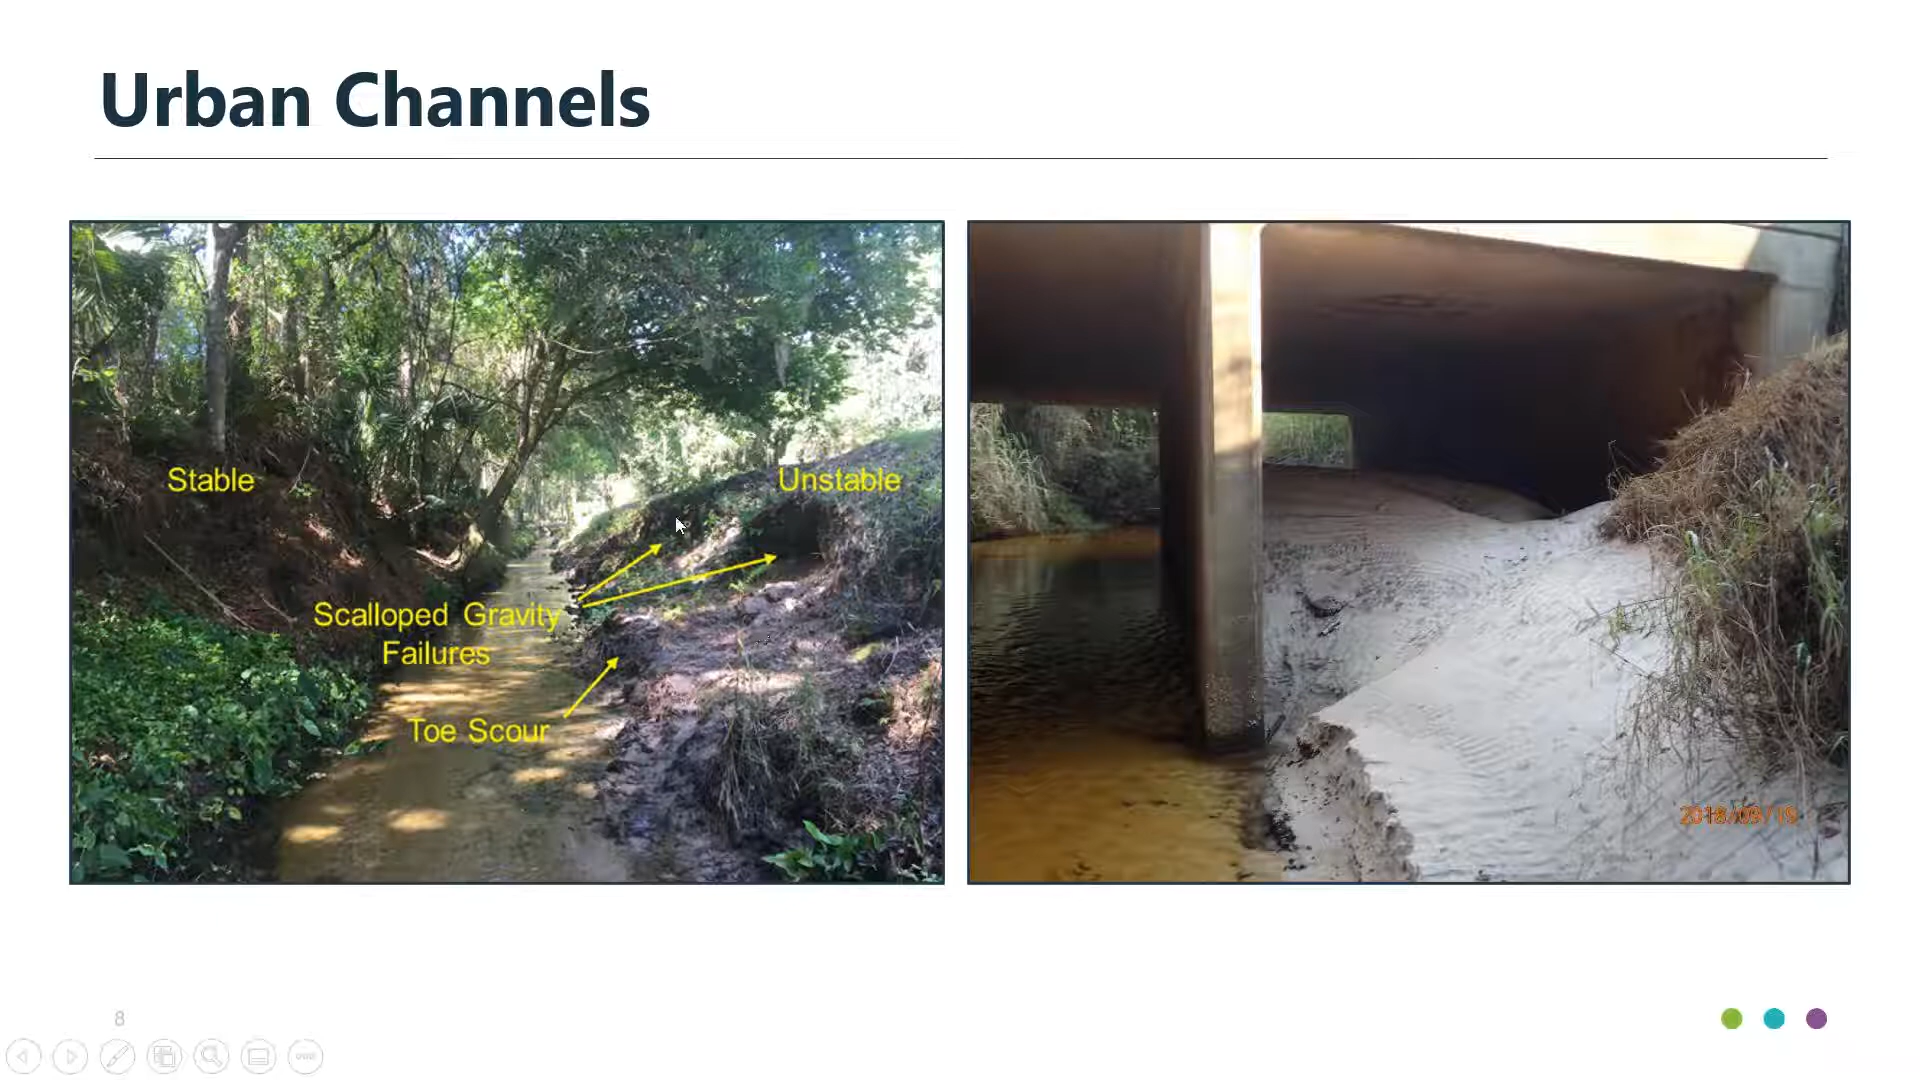 Urban Channels
Stable
Unstable
Scalloped Gravity
Failures
Toe Scour
2018/09/19
8